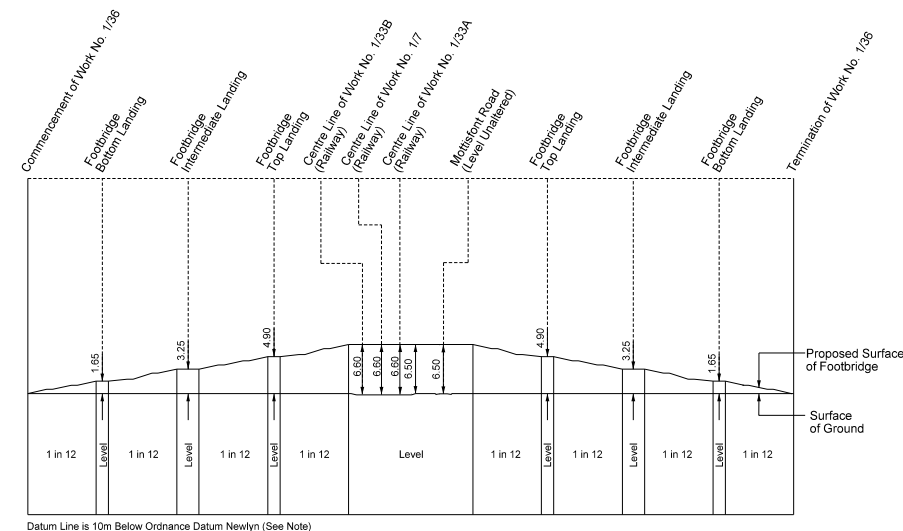 Commencement of Work No. 1/36
Footbridge
Bottom Landing
Footbridge
Intermediate Landing
Footbridge
Top Landing
Centre Line of Work No. 1/33B
(Railway)
Centre Line of Work No. 1/7
(Railway)
Centre Line of Work No. 1/33A
(Railway)
Mottisfont Road
(Level Unaltered)
Footbridge
Top Landing
Footbridge
Intermediate Landing
Footbridge
Bottom Landing
Termination of Work No. 1/36
1.65
3.25
4.90
6.60
6.60
6.60
6.50
6.50
4.90
3.25
1.65
Proposed Surface
of Footbridge
Surface
of Ground
1 in 12
Level
1 in 12
Level
1 in 12
Level
1 in 12
Level
1 in 12
Level
1 in 12
Level
1 in 12
Level
1 in 12
Datum Line is 10m Below Ordnance Datum Newlyn (See Note)